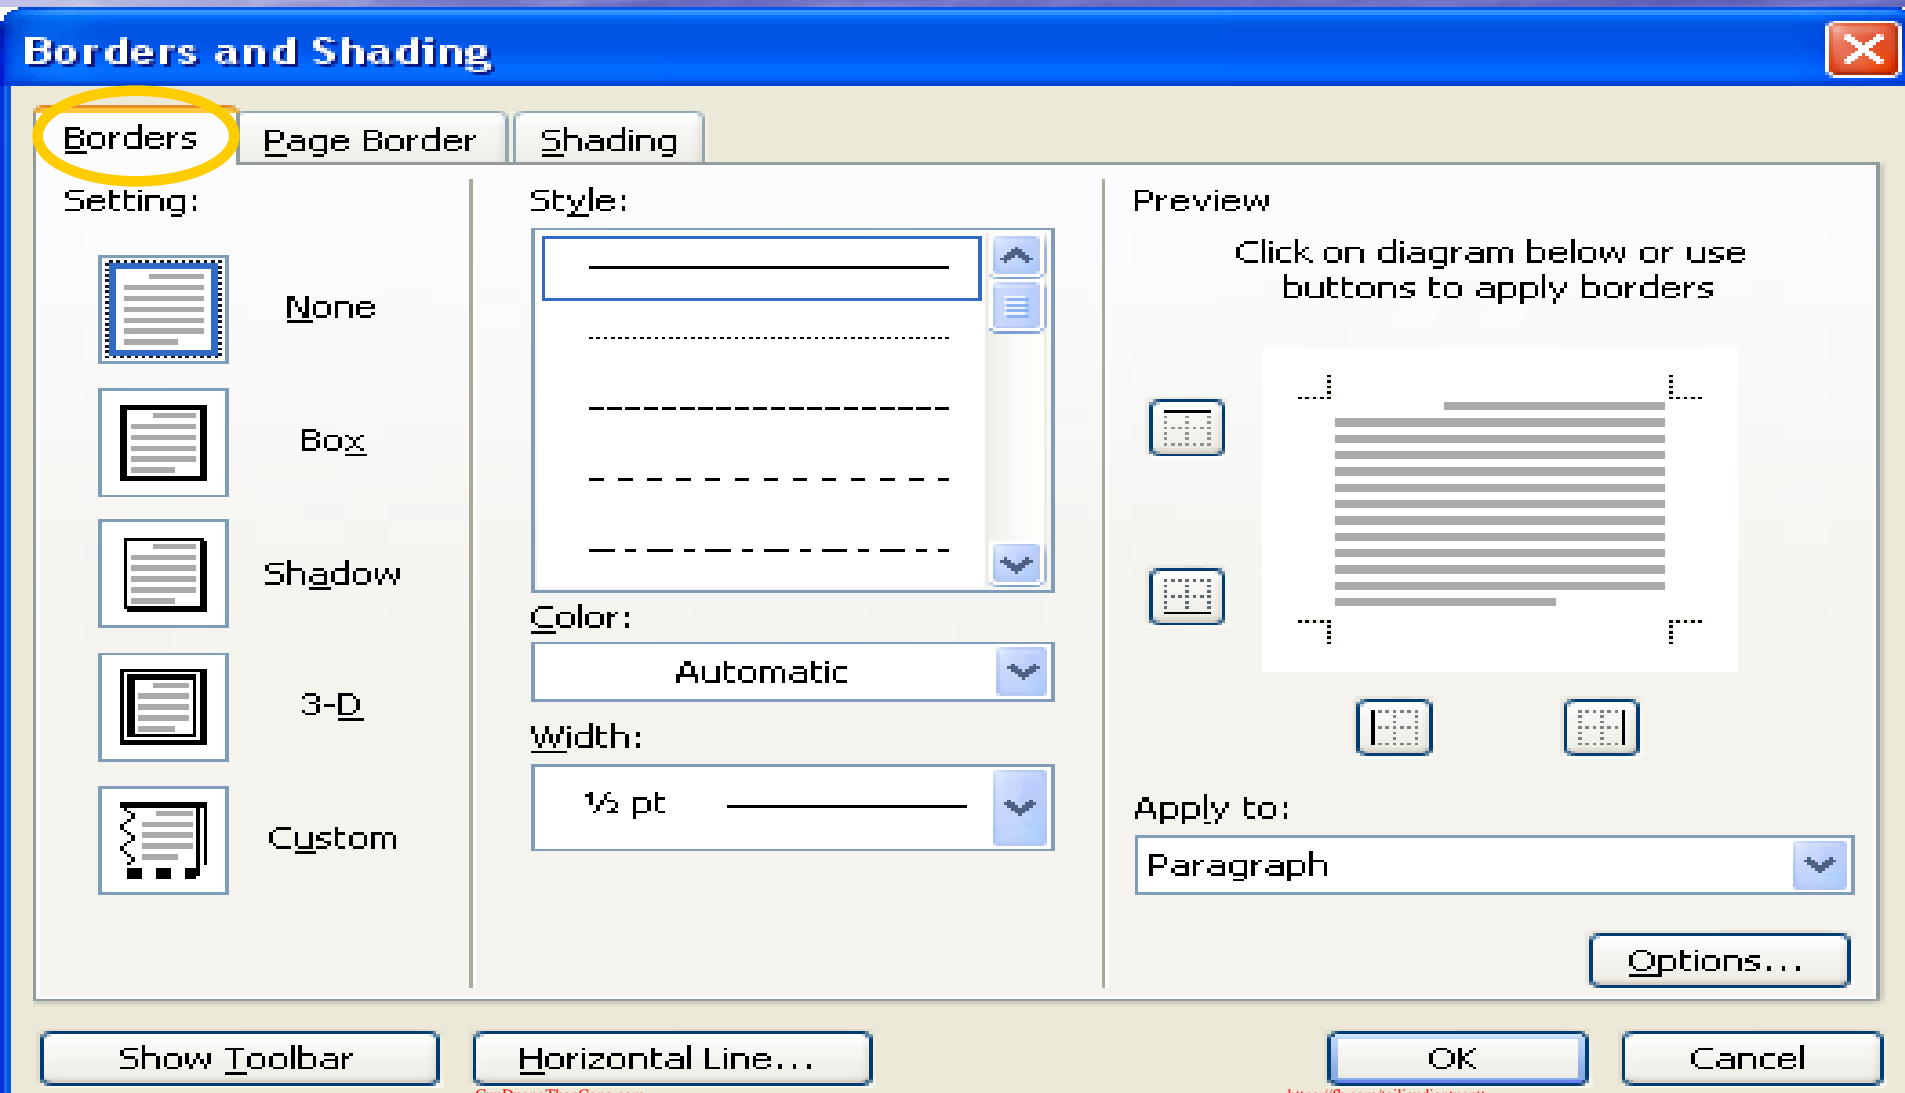 Borders and Shading
Borders
Page Border
Shading
Setting:
None
Box
Shadow
3-D
Custom
Style:
Color:
Automatic
Width:
½ pt
Preview
Click on diagram below or use
buttons to apply borders
Apply to:
Paragraph
Options...
Show Toolbar
Horizontal Line...
OK
Cancel